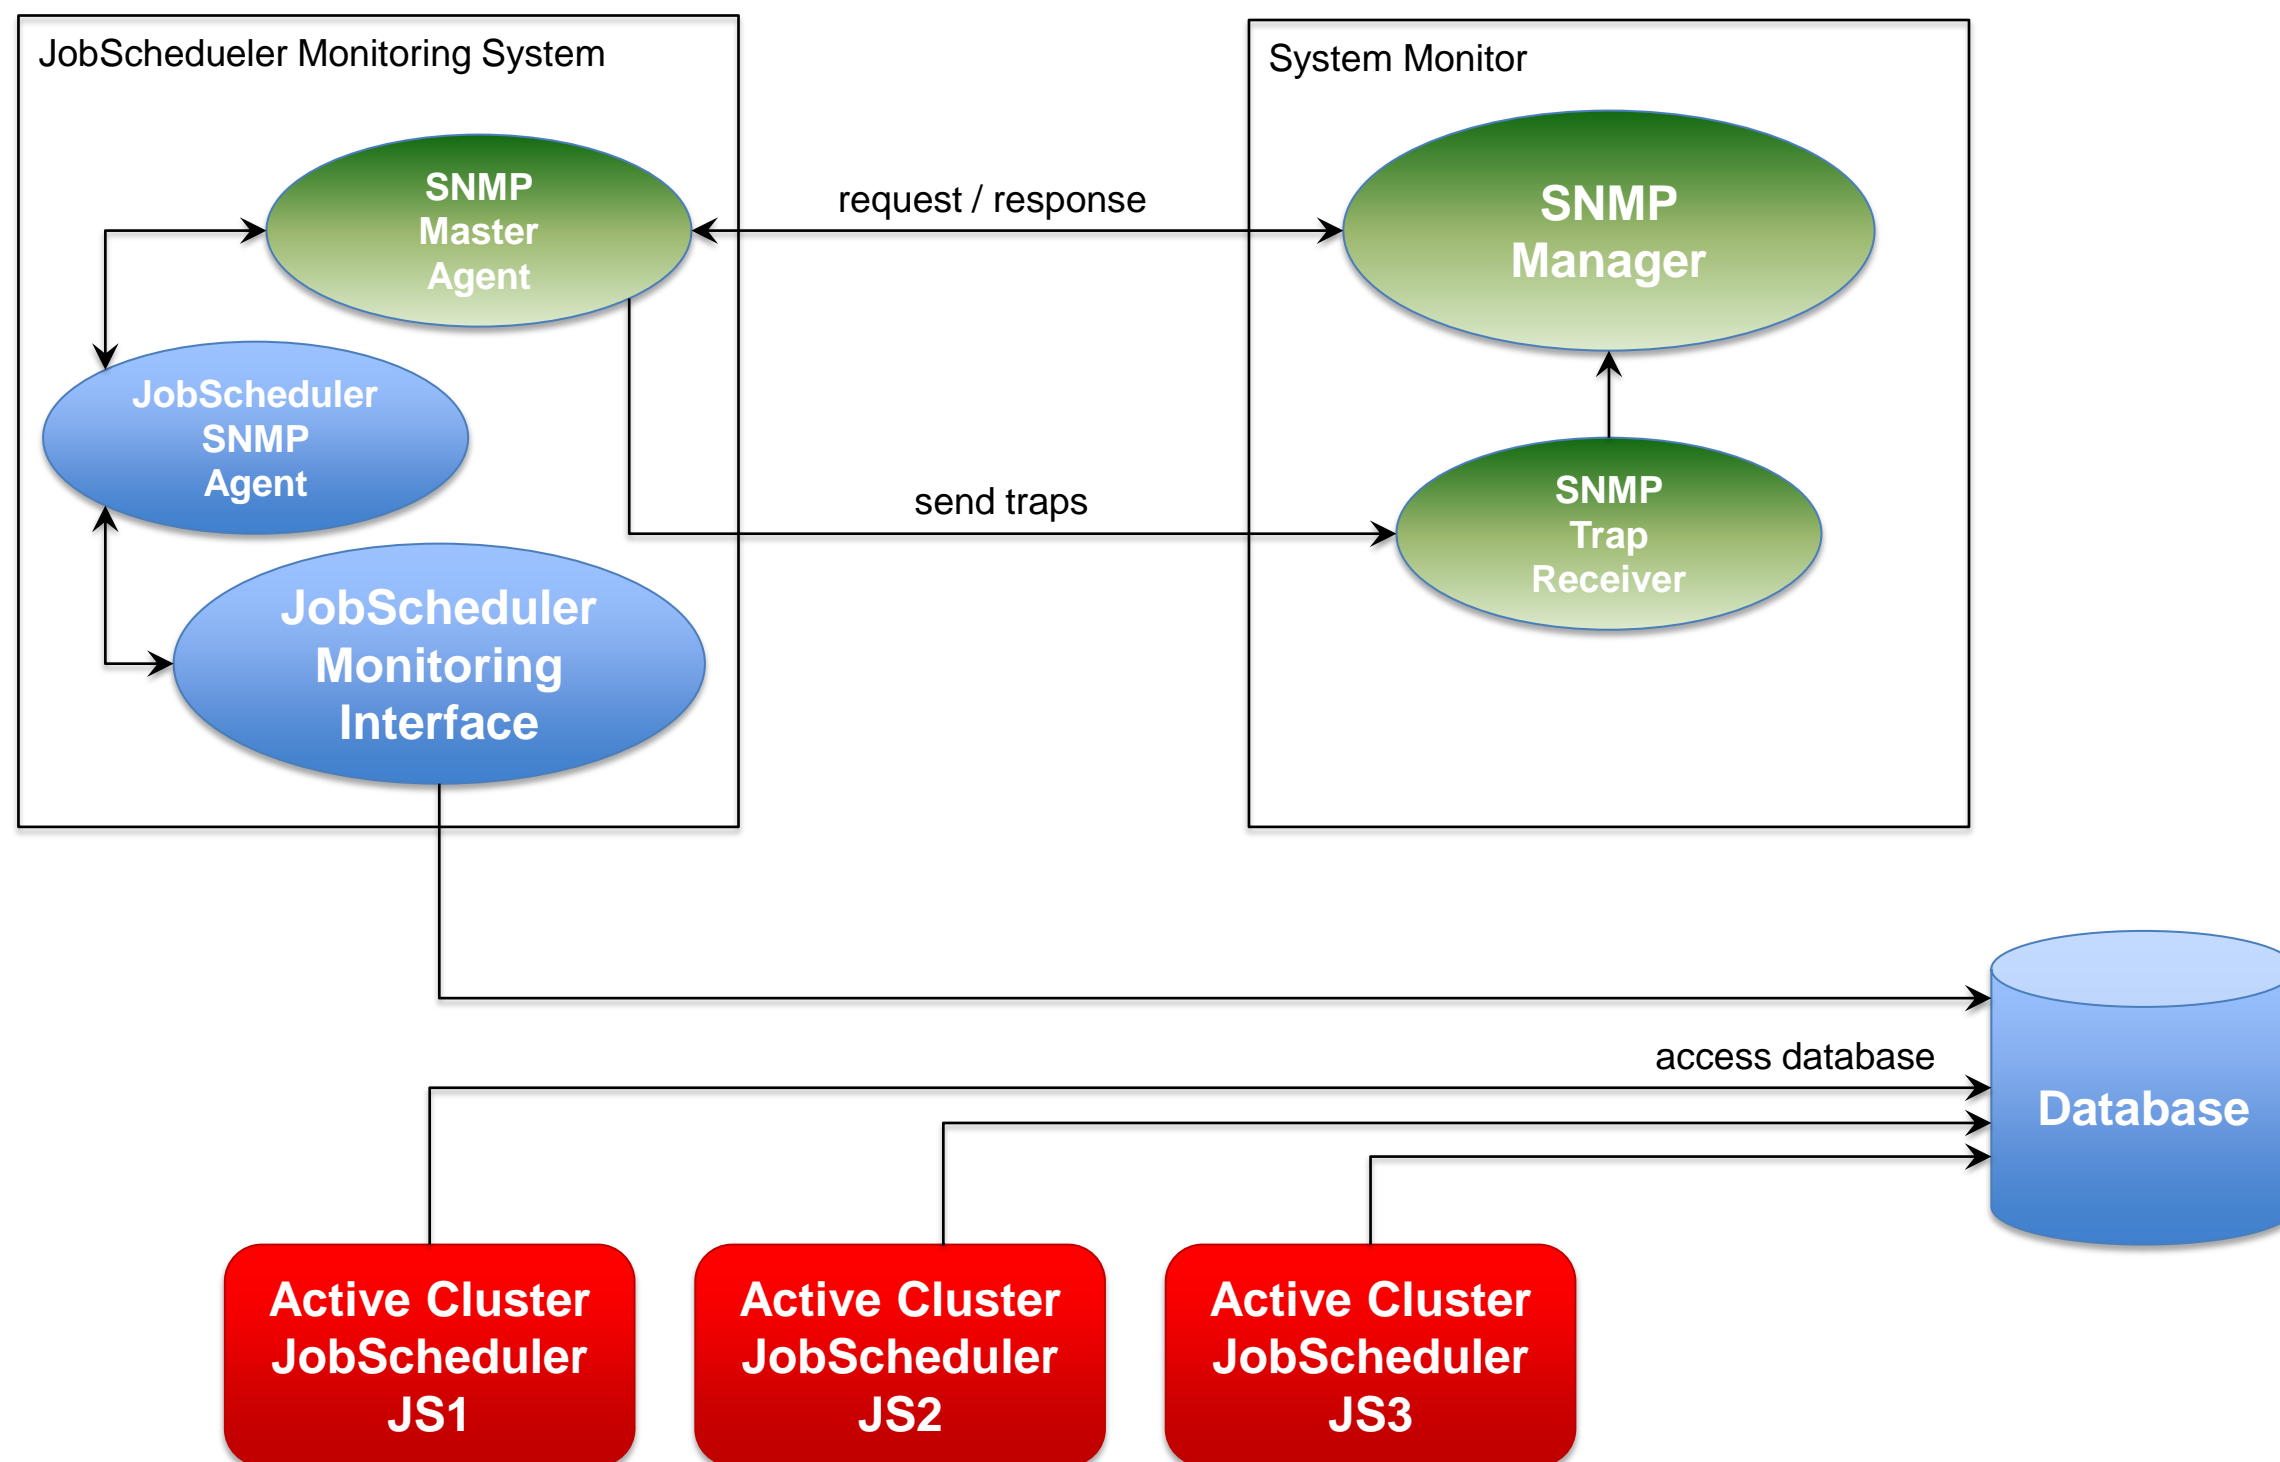 JobSchedueler Monitoring System
System Monitor
SNMP
Master
Agent
request / response
SNMP
Manager
JobScheduler
SNMP
Agent
send traps
SNMP
Trap
Receiver
JobScheduler
Monitoring
Interface
access database
Database
Active Cluster
JobScheduler
JS1
Active Cluster
JobScheduler
JS2
Active Cluster
JobScheduler
JS3